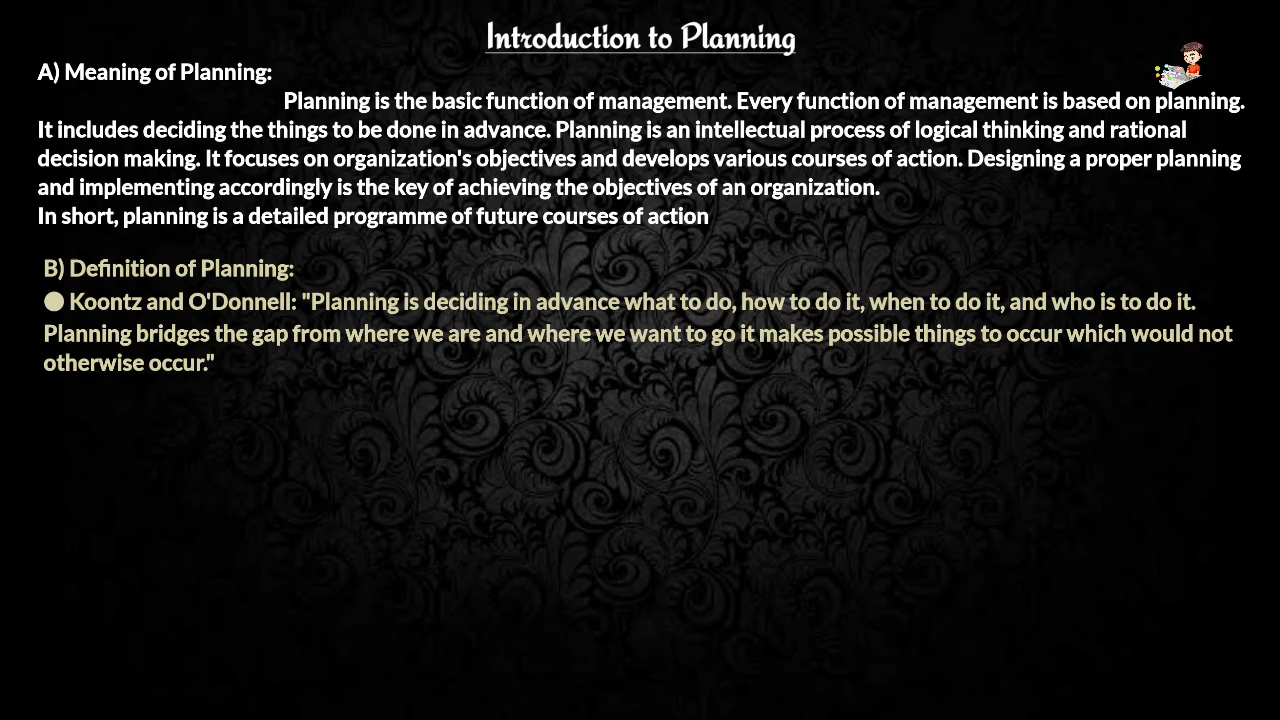 Introduction to Planning
A) Meaning of Planning:
Planning is the basic function of management. Every function of management is based on planning.
It includes deciding the things to be done in advance. Planning is an intellectual process of logical thinking and rational
decision making. It focuses on organization's objectives and develops various courses of action. Designing a proper planning
and implementing accordingly is the key of achieving the objectives of an organization.
In short, planning is a detailed programme of future courses of action
B) Definition of Planning:
● Koontz and O'Donnell: "Planning is deciding in advance what to do, how to do it, when to do it, and who is to do it.
Planning bridges the gap from where we are and where we want to go it makes possible things to occur which would not
otherwise occur."